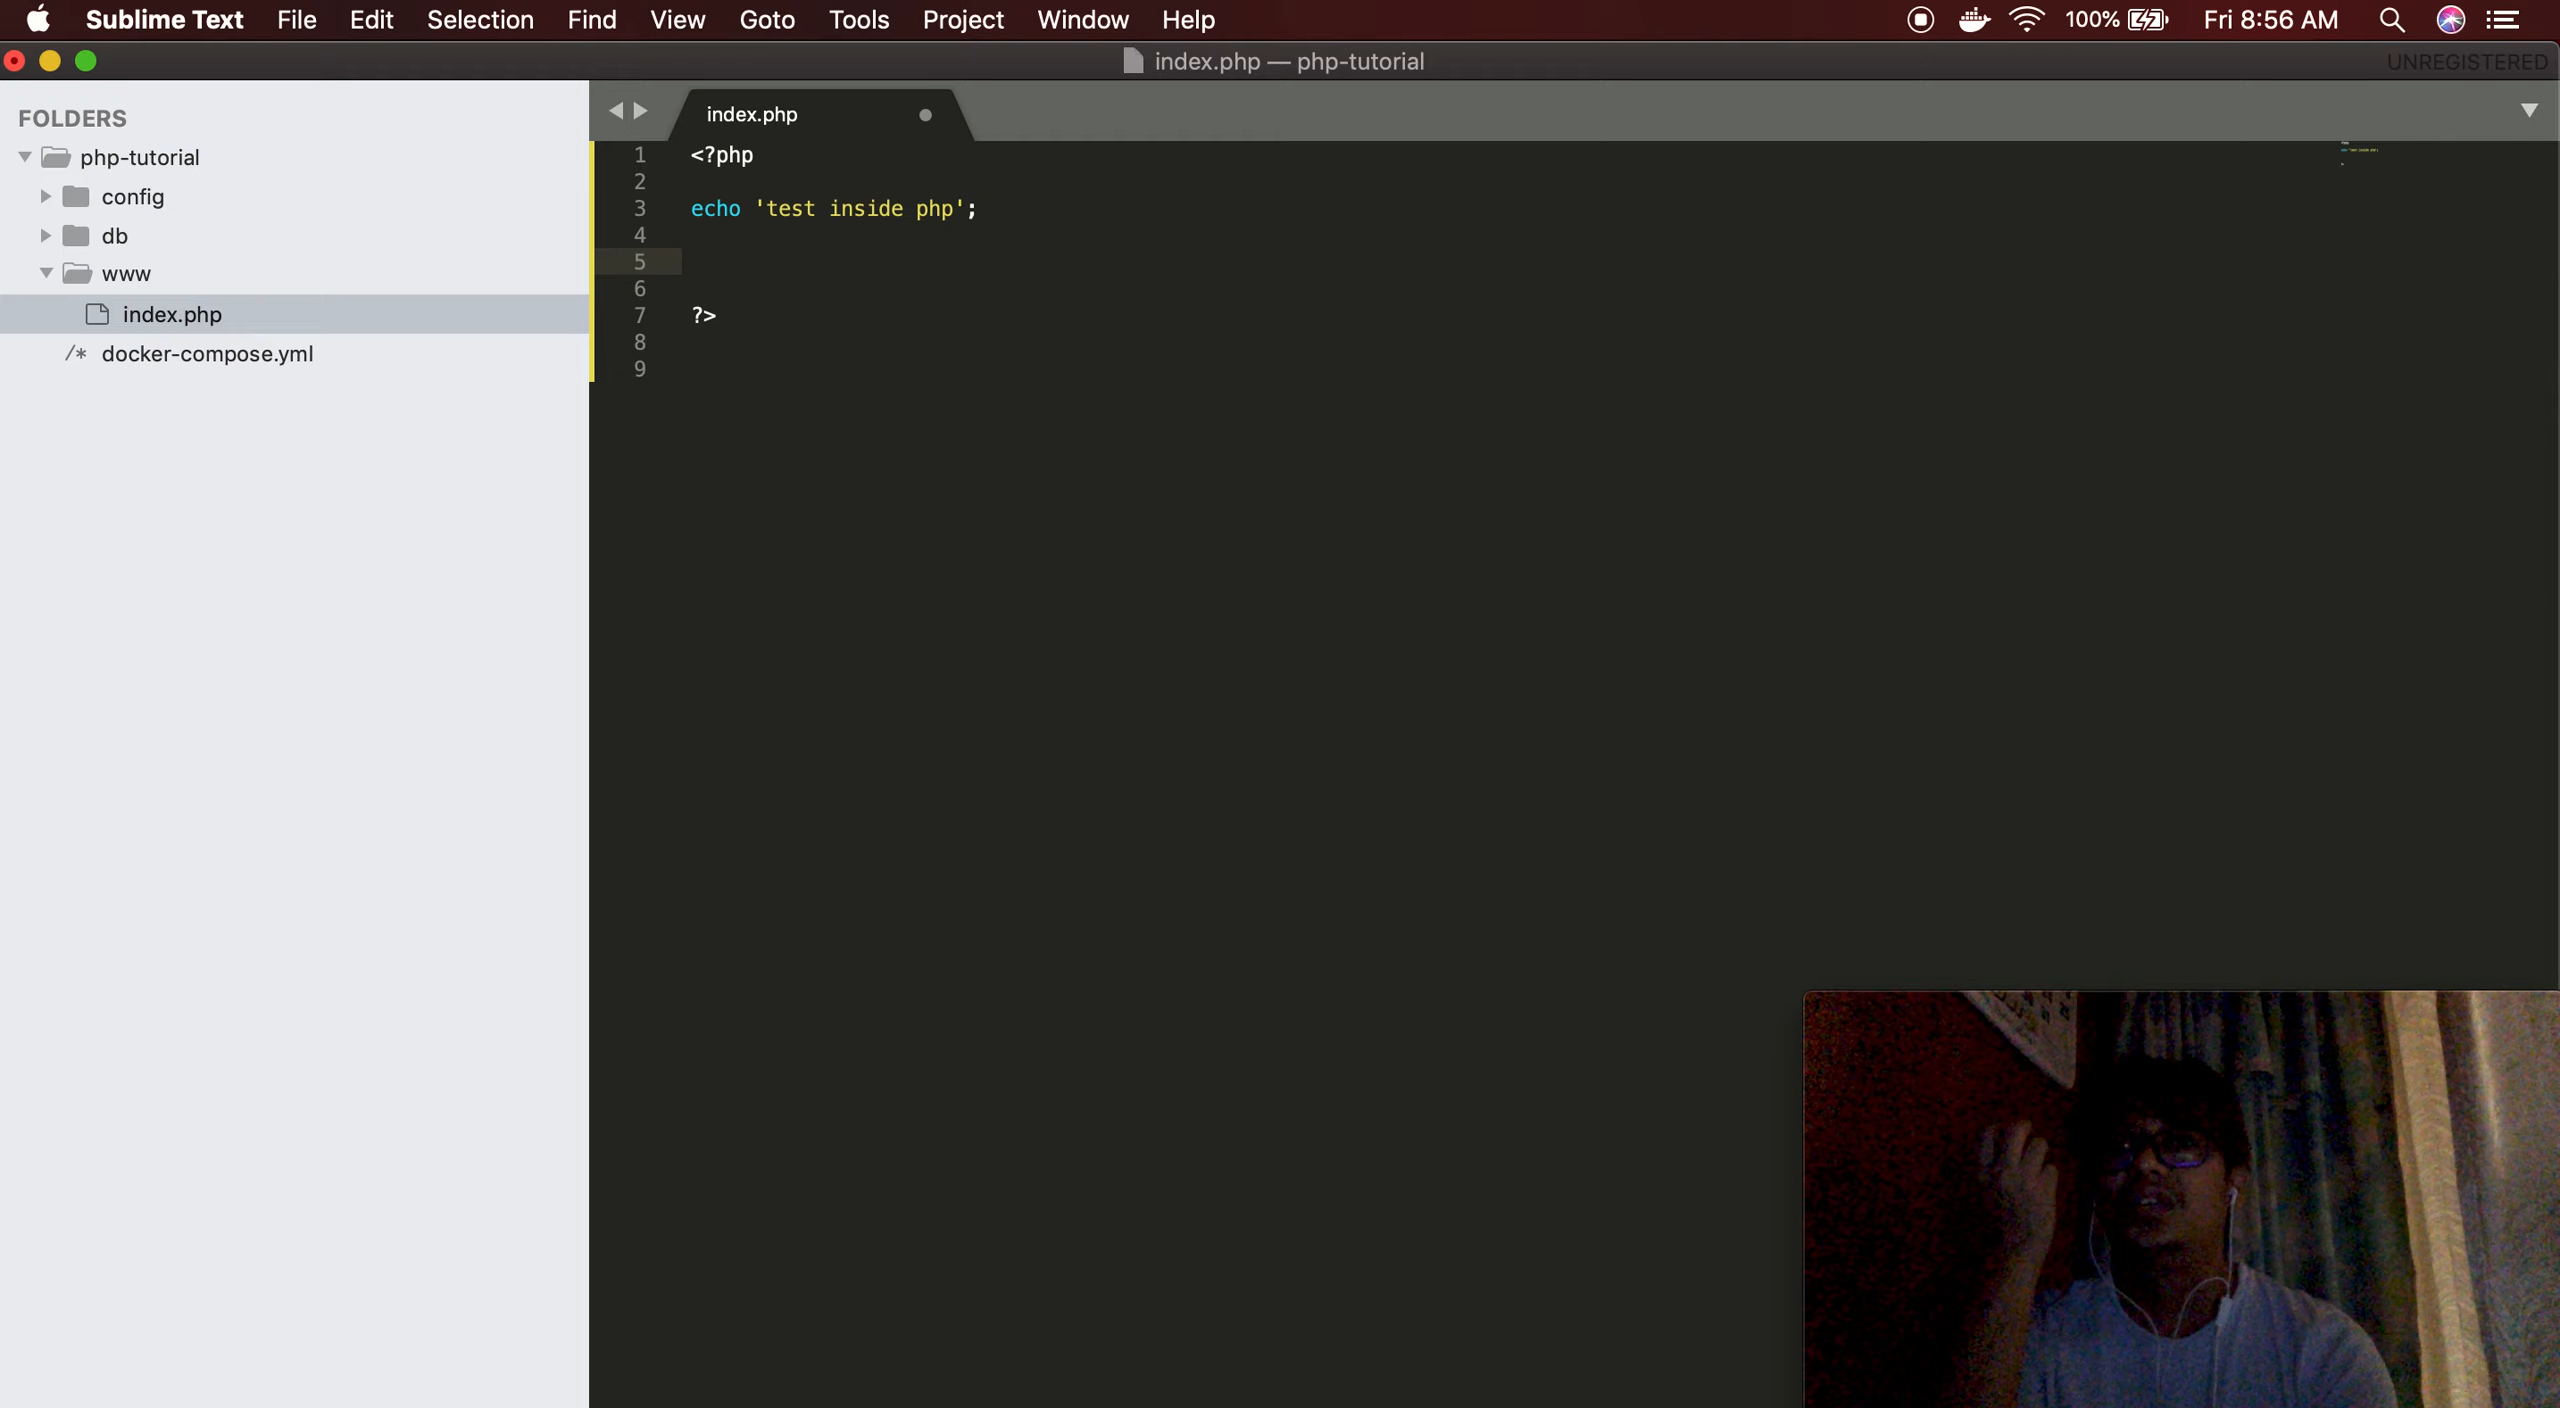 Sublime Text File Edit Selection Find View Goto Tools Project Window Help 100% Fri 8:56 AM
index.php — php-tutorial UNREGISTERED
FOLDERS
php-tutorial
config
db
www
index.php
/* docker-compose.yml
index.php
1 <?php
2
3 echo 'test inside php';
4
5
6
7 ?>
8
9